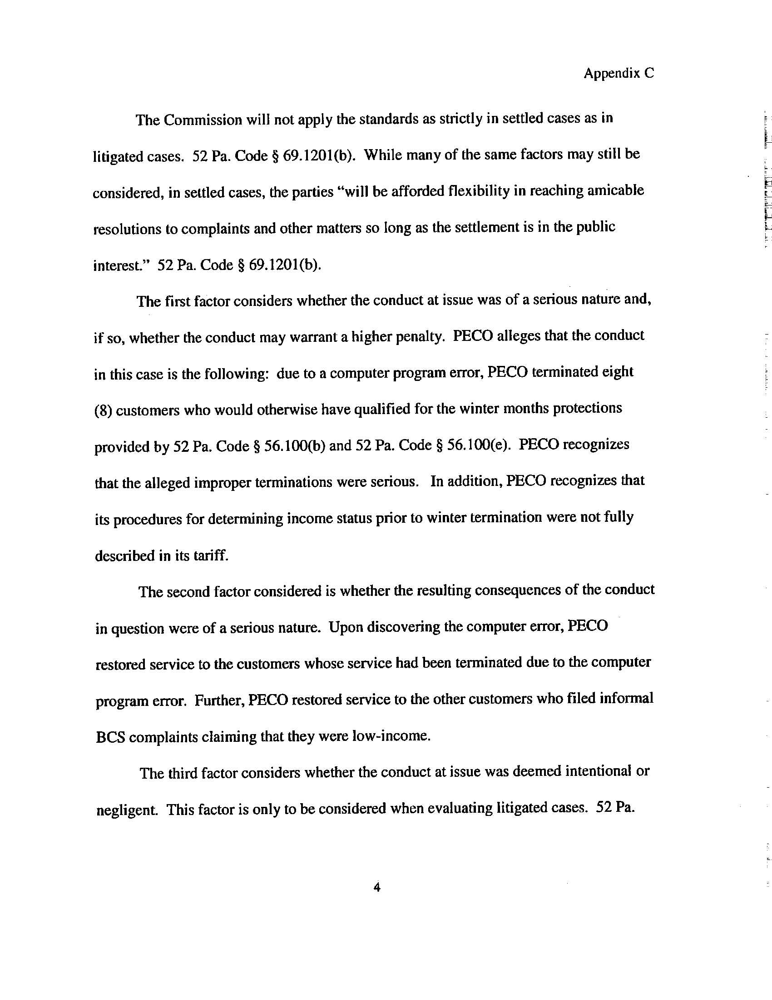 Appendix C
The Commission will not apply the standards as strictly in settled cases as in
litigated cases. 52 Pa. Code § 69.1201(b). While many of the same factors may still be
considered, in settled cases, the parties “will be afforded flexibility in reaching amicable
resolutions to complaints and other matters so long as the settlement is in the public
interest.” 52 Pa. Code § 69.1201(b).
The first factor considers whether the conduct at issue was of a serious nature and,
if so, whether the conduct may warrant a higher penalty. PECO alleges that the conduct
in this case is the following: due to a computer program error, PECO terminated eight
(8) customers who would otherwise have qualified for the winter months protections
provided by 52 Pa. Code § 56.100(b) and 52 Pa. Code § 56.100(e). PECO recognizes
that the alleged improper terminations were serious. In addition, PECO recognizes that
its procedures for determining income status prior to winter termination were not fully
described in its tariff.
The second factor considered is whether the resulting consequences of the conduct
in question were of a serious nature. Upon discovering the computer error, PECO
restored service to the customers whose service had been terminated due to the computer
program error. Further, PECO restored service to the other customers who filed informal
BCS complaints claiming that they were low-income.
The third factor considers whether the conduct at issue was deemed intentional or
negligent. This factor is only to be considered when evaluating litigated cases. 52 Pa.
4